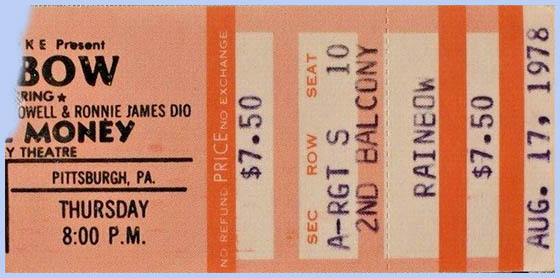 KE Present
BOW
RING★
OWELL & RONNIE JAMES DIO
MONEY
Y THEATRE
PITTSBURGH, PA.
THURSDAY
8:00 P.M.
NO REFUND PRICE NO EXCHANGE
$7.50
SEC ROW SEAT
A-RGT S 10
2ND BALCONY
RAINBOW
$7.50
AUG. 17, 1978